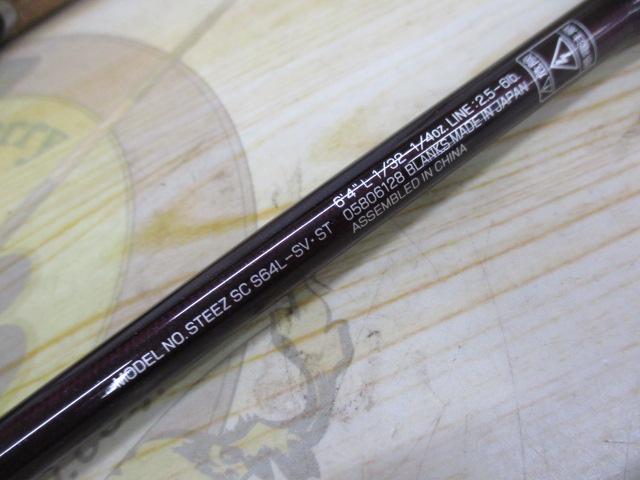 MODEL NO. STEEZ SC S64L-SV・ST
6'4" L 1/32-1/4oz. LINE:2.5-6lb.
05806128 BLANKS MADE IN JAPAN
ASSEMBLED IN CHINA